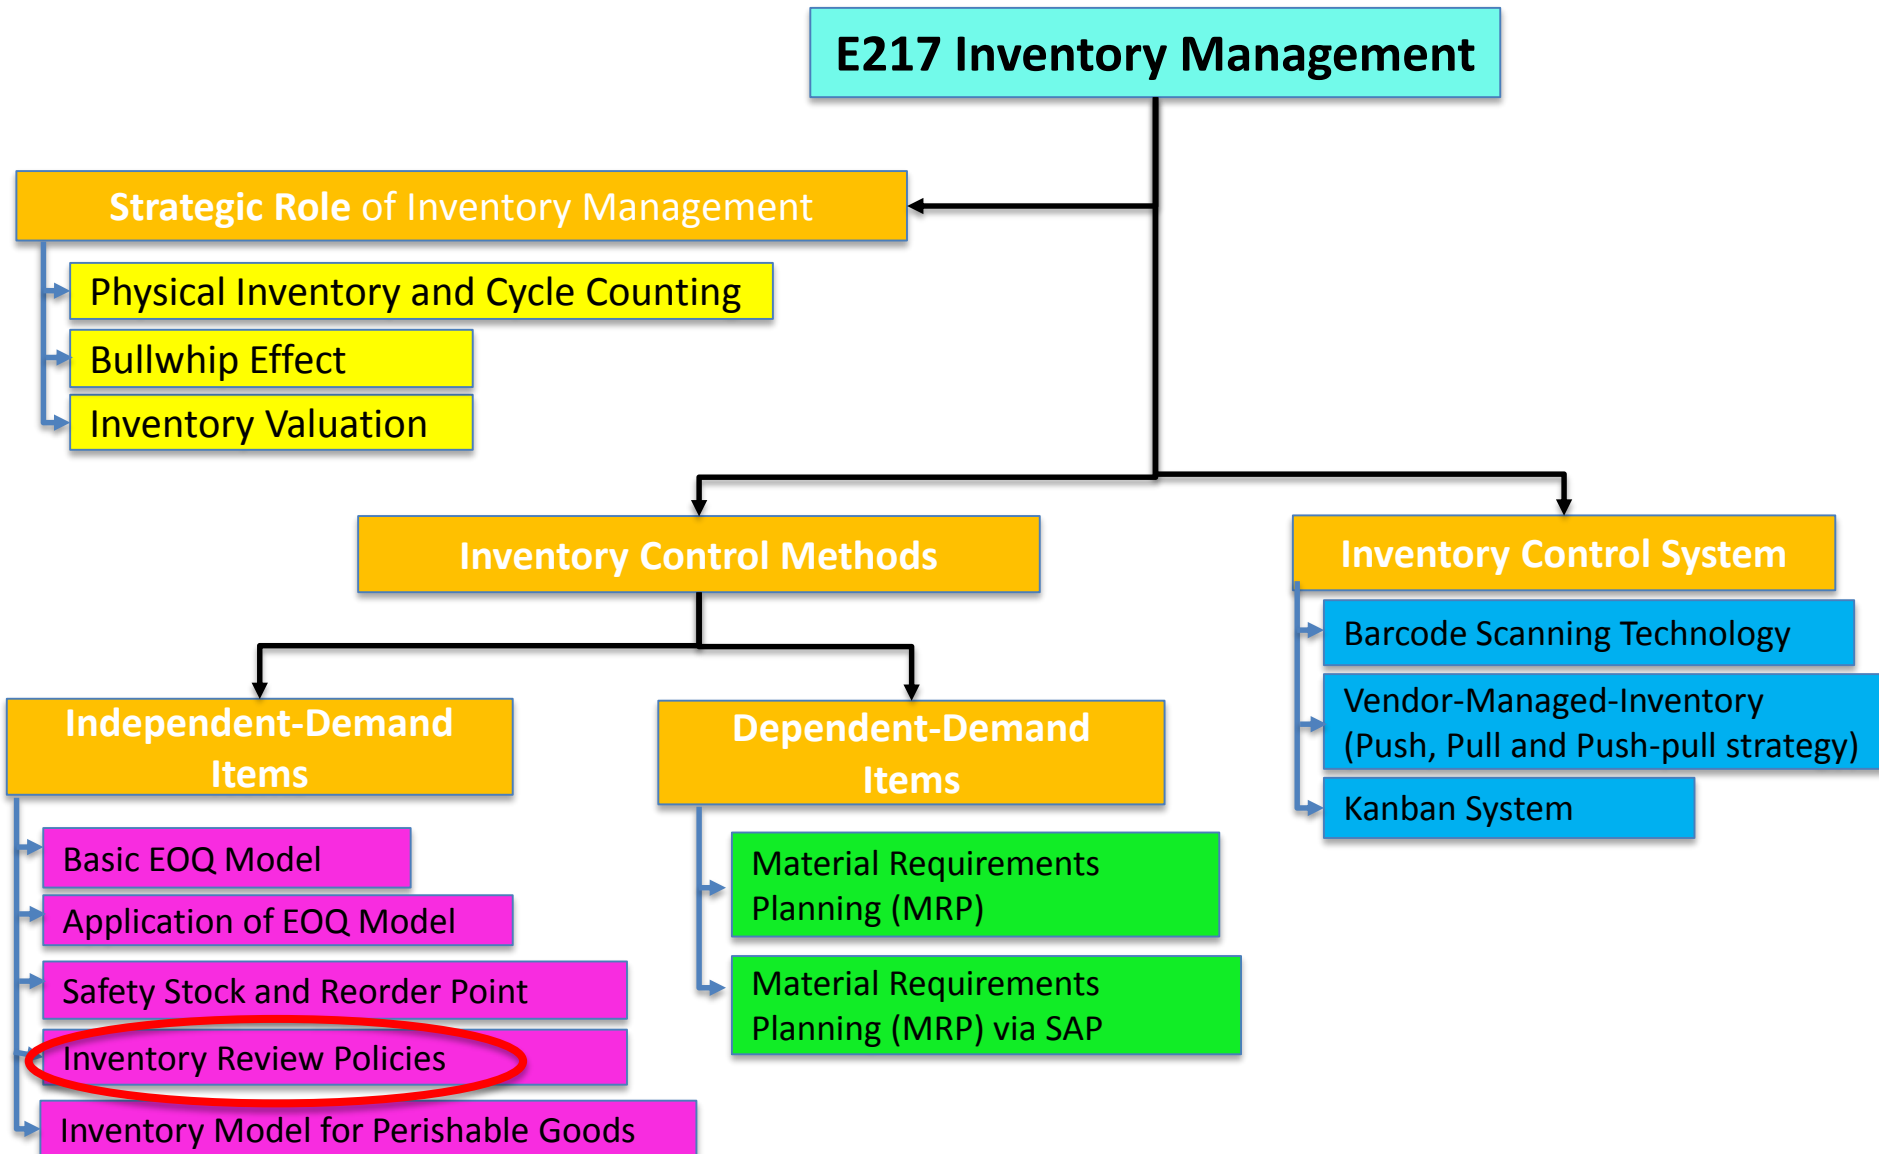 E217 Inventory Management
Strategic Role of Inventory Management
Physical Inventory and Cycle Counting
Bullwhip Effect
Inventory Valuation
Inventory Control Methods
Inventory Control System
Barcode Scanning Technology
Vendor-Managed-Inventory
(Push, Pull and Push-pull strategy)
Kanban System
Independent-Demand
Items
Basic EOQ Model
Application of EOQ Model
Safety Stock and Reorder Point
Inventory Review Policies
Inventory Model for Perishable Goods
Dependent-Demand
Items
Material Requirements
Planning (MRP)
Material Requirements
Planning (MRP) via SAP